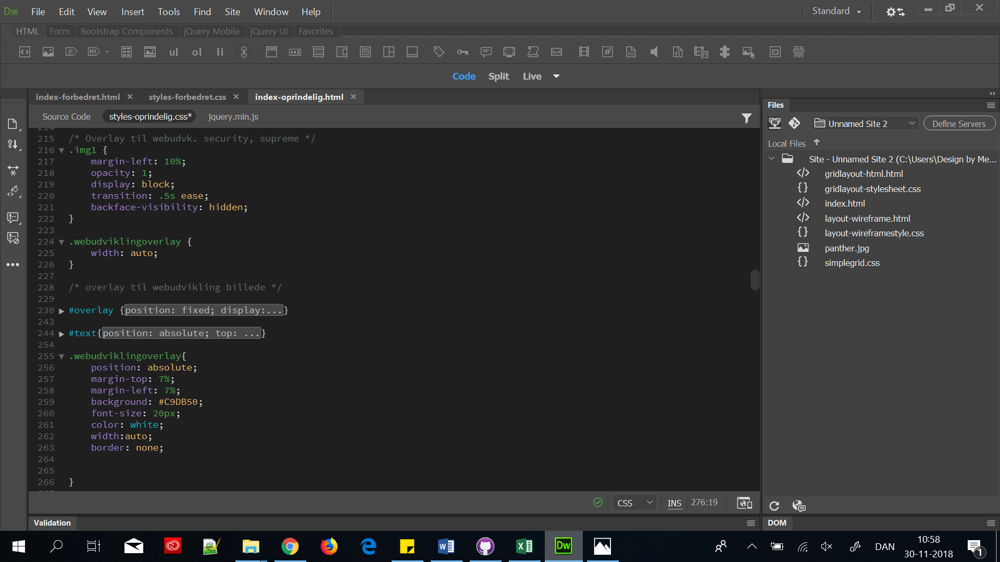 Dw File Edit View Insert Tools Find Site Window Help Standard
HTML Form Bootstrap Components jQuery Mobile jQuery UI Favorites
ul ol li
Code Split Live
index-forbedret.html styles-forbedret.css index-oprindelig.html
Source Code styles-oprindelig.css* jquery.min.js
214
215 /* Overlay til webudvk. security, supreme */
216 .img1 {
217 margin-left: 10%;
218 opacity: 1;
219 display: block;
220 transition: .5s ease;
221 backface-visibility: hidden;
222 }
223
224 .webudviklingoverlay {
225 width: auto;
226 }
227
228 /* overlay til webudvikling billede */
229
230 #overlay {position: fixed; display:...}
243
244 #text{position: absolute; top: ...}
254
255 .webudviklingoverlay{
256 position: absolute;
257 margin-top: 7%;
258 margin-left: 7%;
259 background: #C9DB50;
260 font-size: 20px;
261 color: white;
262 width:auto;
263 border: none;
264
265
266 }
CSS INS 276:19
Validation
Files
Unnamed Site 2 Define Servers
Local Files
Site - Unnamed Site 2 (C:\Users\Design by Me...
gridlayout-html.html
gridlayout-stylesheet.css
index.html
layout-wireframe.html
layout-wireframestyle.css
panther.jpg
simplegrid.css
DOM
Dw
DAN
10:58
30-11-2018
1